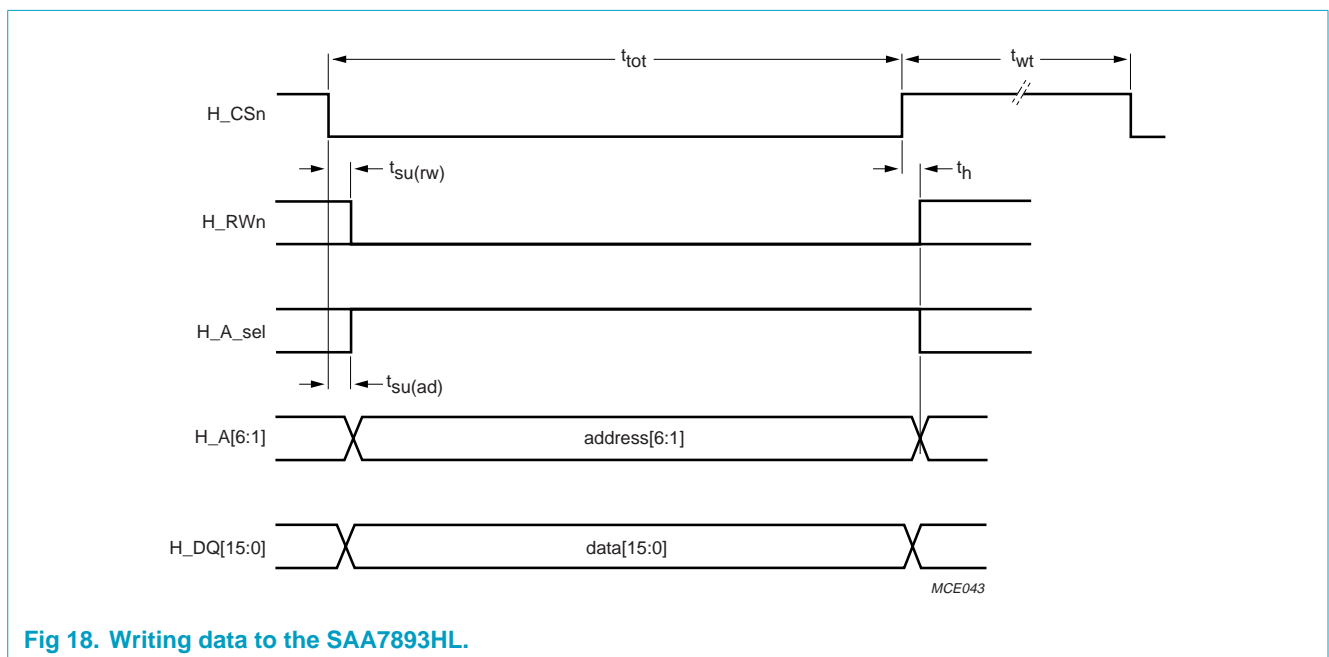 t_tot
t_wt
H_CSn
t_su(rw)
t_h
H_RWn
H_A_sel
t_su(ad)
H_A[6:1]
address[6:1]
H_DQ[15:0]
data[15:0]
MCE043
Fig 18. Writing data to the SAA7893HL.